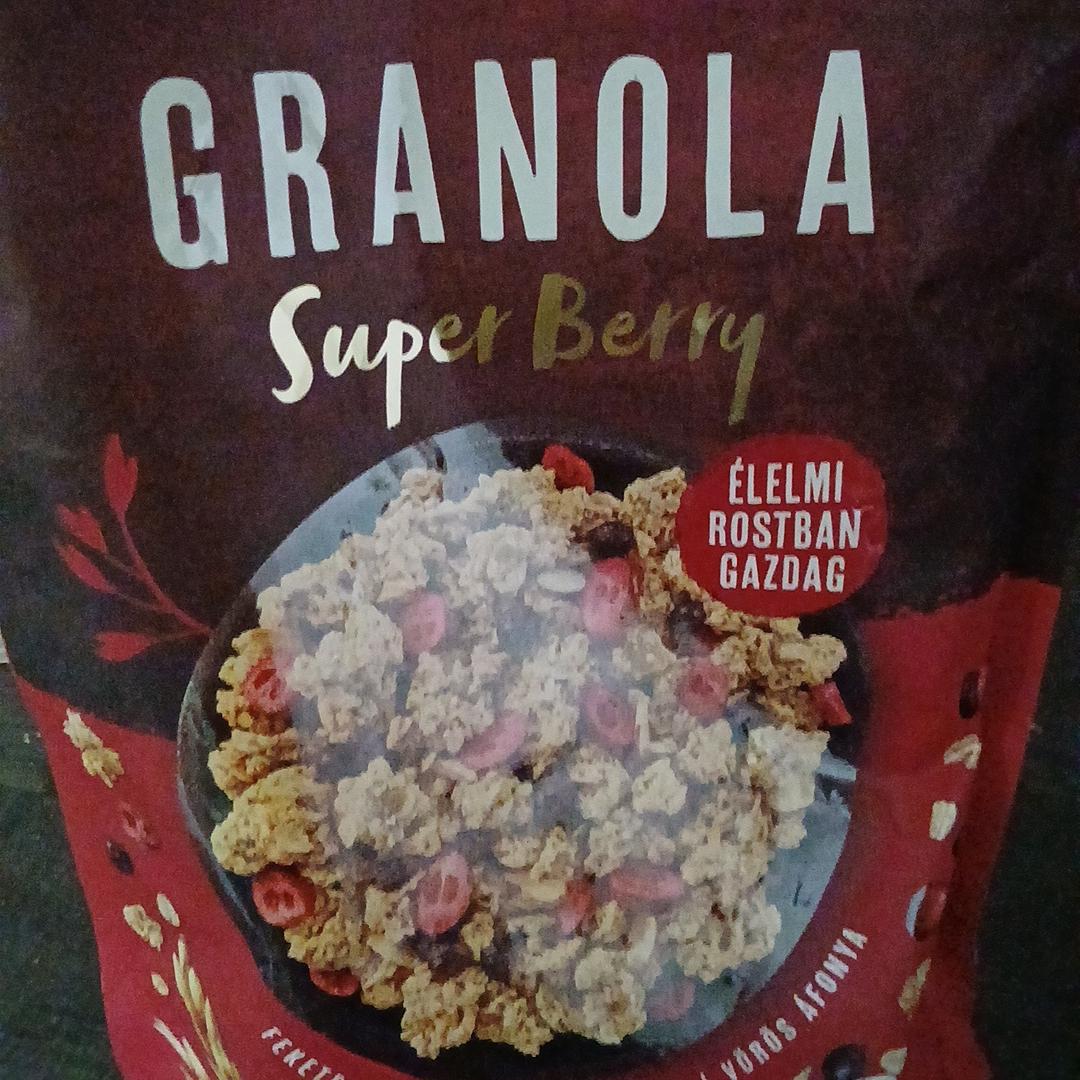 GRANOLA
Super Berry
ÉLELMI
ROSTBAN
GAZDAG
VÖRÖS ÁFONYA